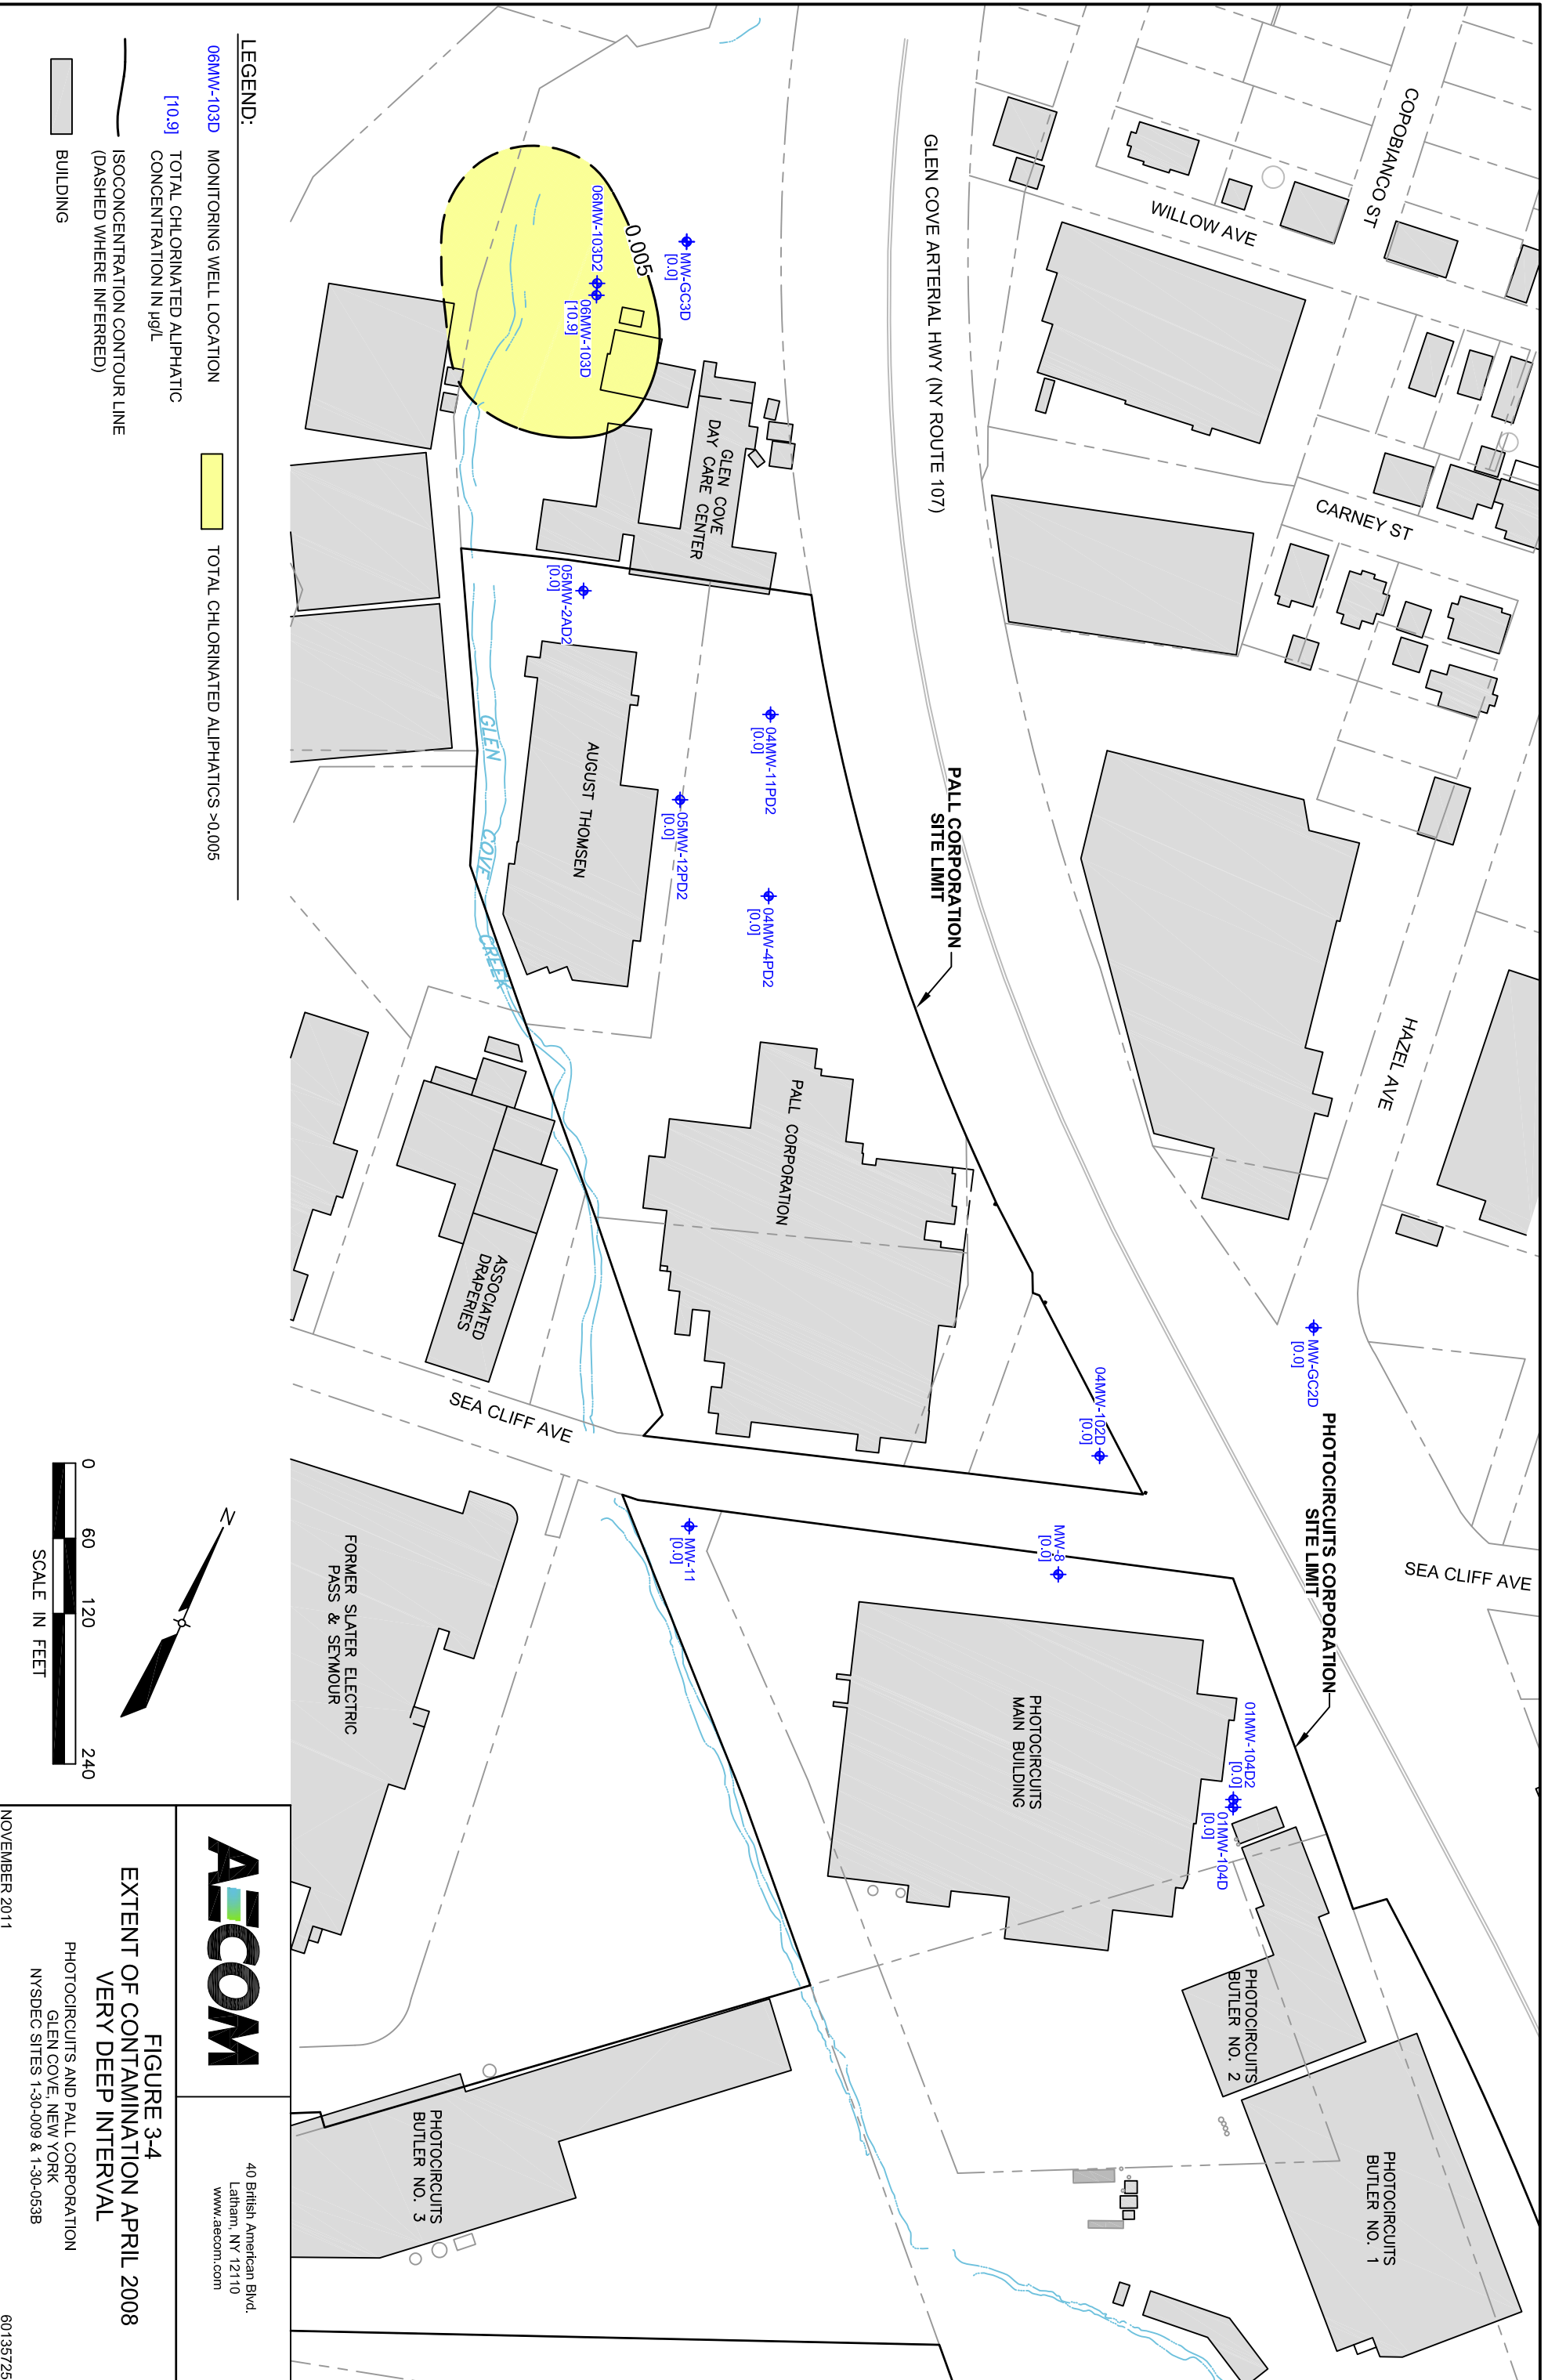 COPOBIANCO ST
WILLOW AVE
CARNEY ST
HAZEL AVE
SEA CLIFF AVE
GLEN COVE ARTERIAL HWY (NY ROUTE 107)
PALL CORPORATION
SITE LIMIT
PHOTOCIRCUITS CORPORATION
SITE LIMIT
MW-GC2D
[0.0]
MW-GC3D
[0.0]
0.005
06MW-103D2
06MW-103D
[10.9]
GLEN COVE
DAY CARE CENTER
05MW-2AD2
[0.0]
04MW-11PD2
[0.0]
05MW-12PD2
[0.0]
04MW-4PD2
[0.0]
AUGUST THOMSEN
GLEN COVE CREEK
PALL CORPORATION
ASSOCIATED
DRAPERIES
04MW-102D
[0.0]
SEA CLIFF AVE
MW-11
[0.0]
MW-8
[0.0]
01MW-104D2
[0.0]
01MW-104D
[0.0]
PHOTOCIRCUITS
MAIN BUILDING
PHOTOCIRCUITS
BUTLER NO. 2
PHOTOCIRCUITS
BUTLER NO. 1
PHOTOCIRCUITS
BUTLER NO. 3
FORMER SLATER ELECTRIC
PASS & SEYMOUR
LEGEND:
06MW-103D MONITORING WELL LOCATION
[10.9] TOTAL CHLORINATED ALIPHATIC
CONCENTRATION IN µg/L
ISOCONCENTRATION CONTOUR LINE
(DASHED WHERE INFERRED)
BUILDING
TOTAL CHLORINATED ALIPHATICS >0.005
N
0 60 120 240
SCALE IN FEET
AECOM
40 British American Blvd.
Latham, NY 12110
www.aecom.com
FIGURE 3-4
EXTENT OF CONTAMINATION APRIL 2008
VERY DEEP INTERVAL
PHOTOCIRCUITS AND PALL CORPORATION
GLEN COVE, NEW YORK
NYSDEC SITES 1-30-009 & 1-30-053B
NOVEMBER 2011 60135725